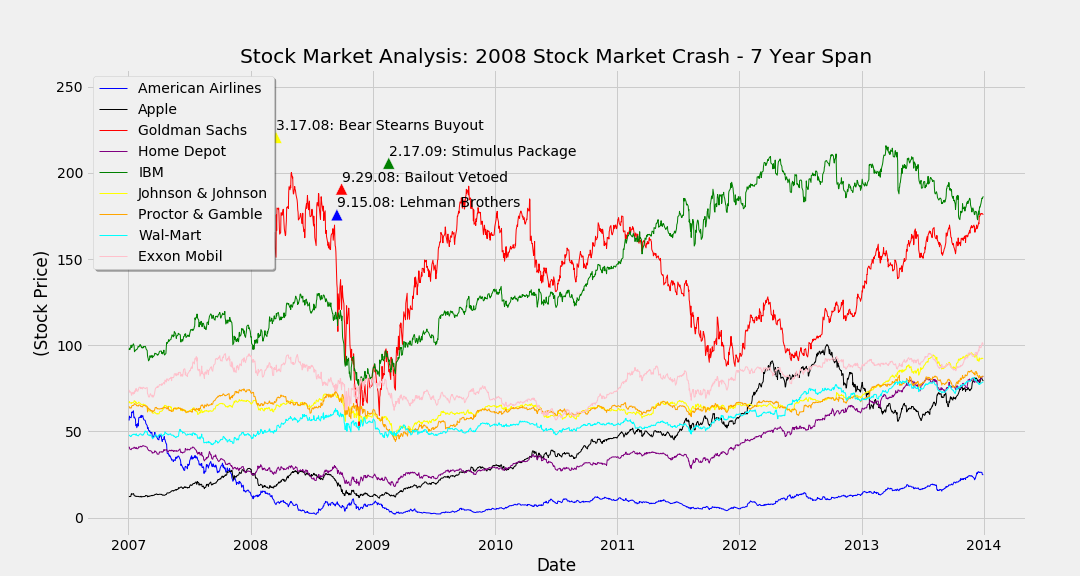 Stock Market Analysis: 2008 Stock Market Crash - 7 Year Span
250
200
150
100
50
0
(Stock Price)
American Airlines
Apple
Goldman Sachs
Home Depot
IBM
Johnson & Johnson
Proctor & Gamble
Wal-Mart
Exxon Mobil
3.17.08: Bear Stearns Buyout
2.17.09: Stimulus Package
9.29.08: Bailout Vetoed
9.15.08: Lehman Brothers
2007
2008
2009
2010
2011
2012
2013
2014
Date